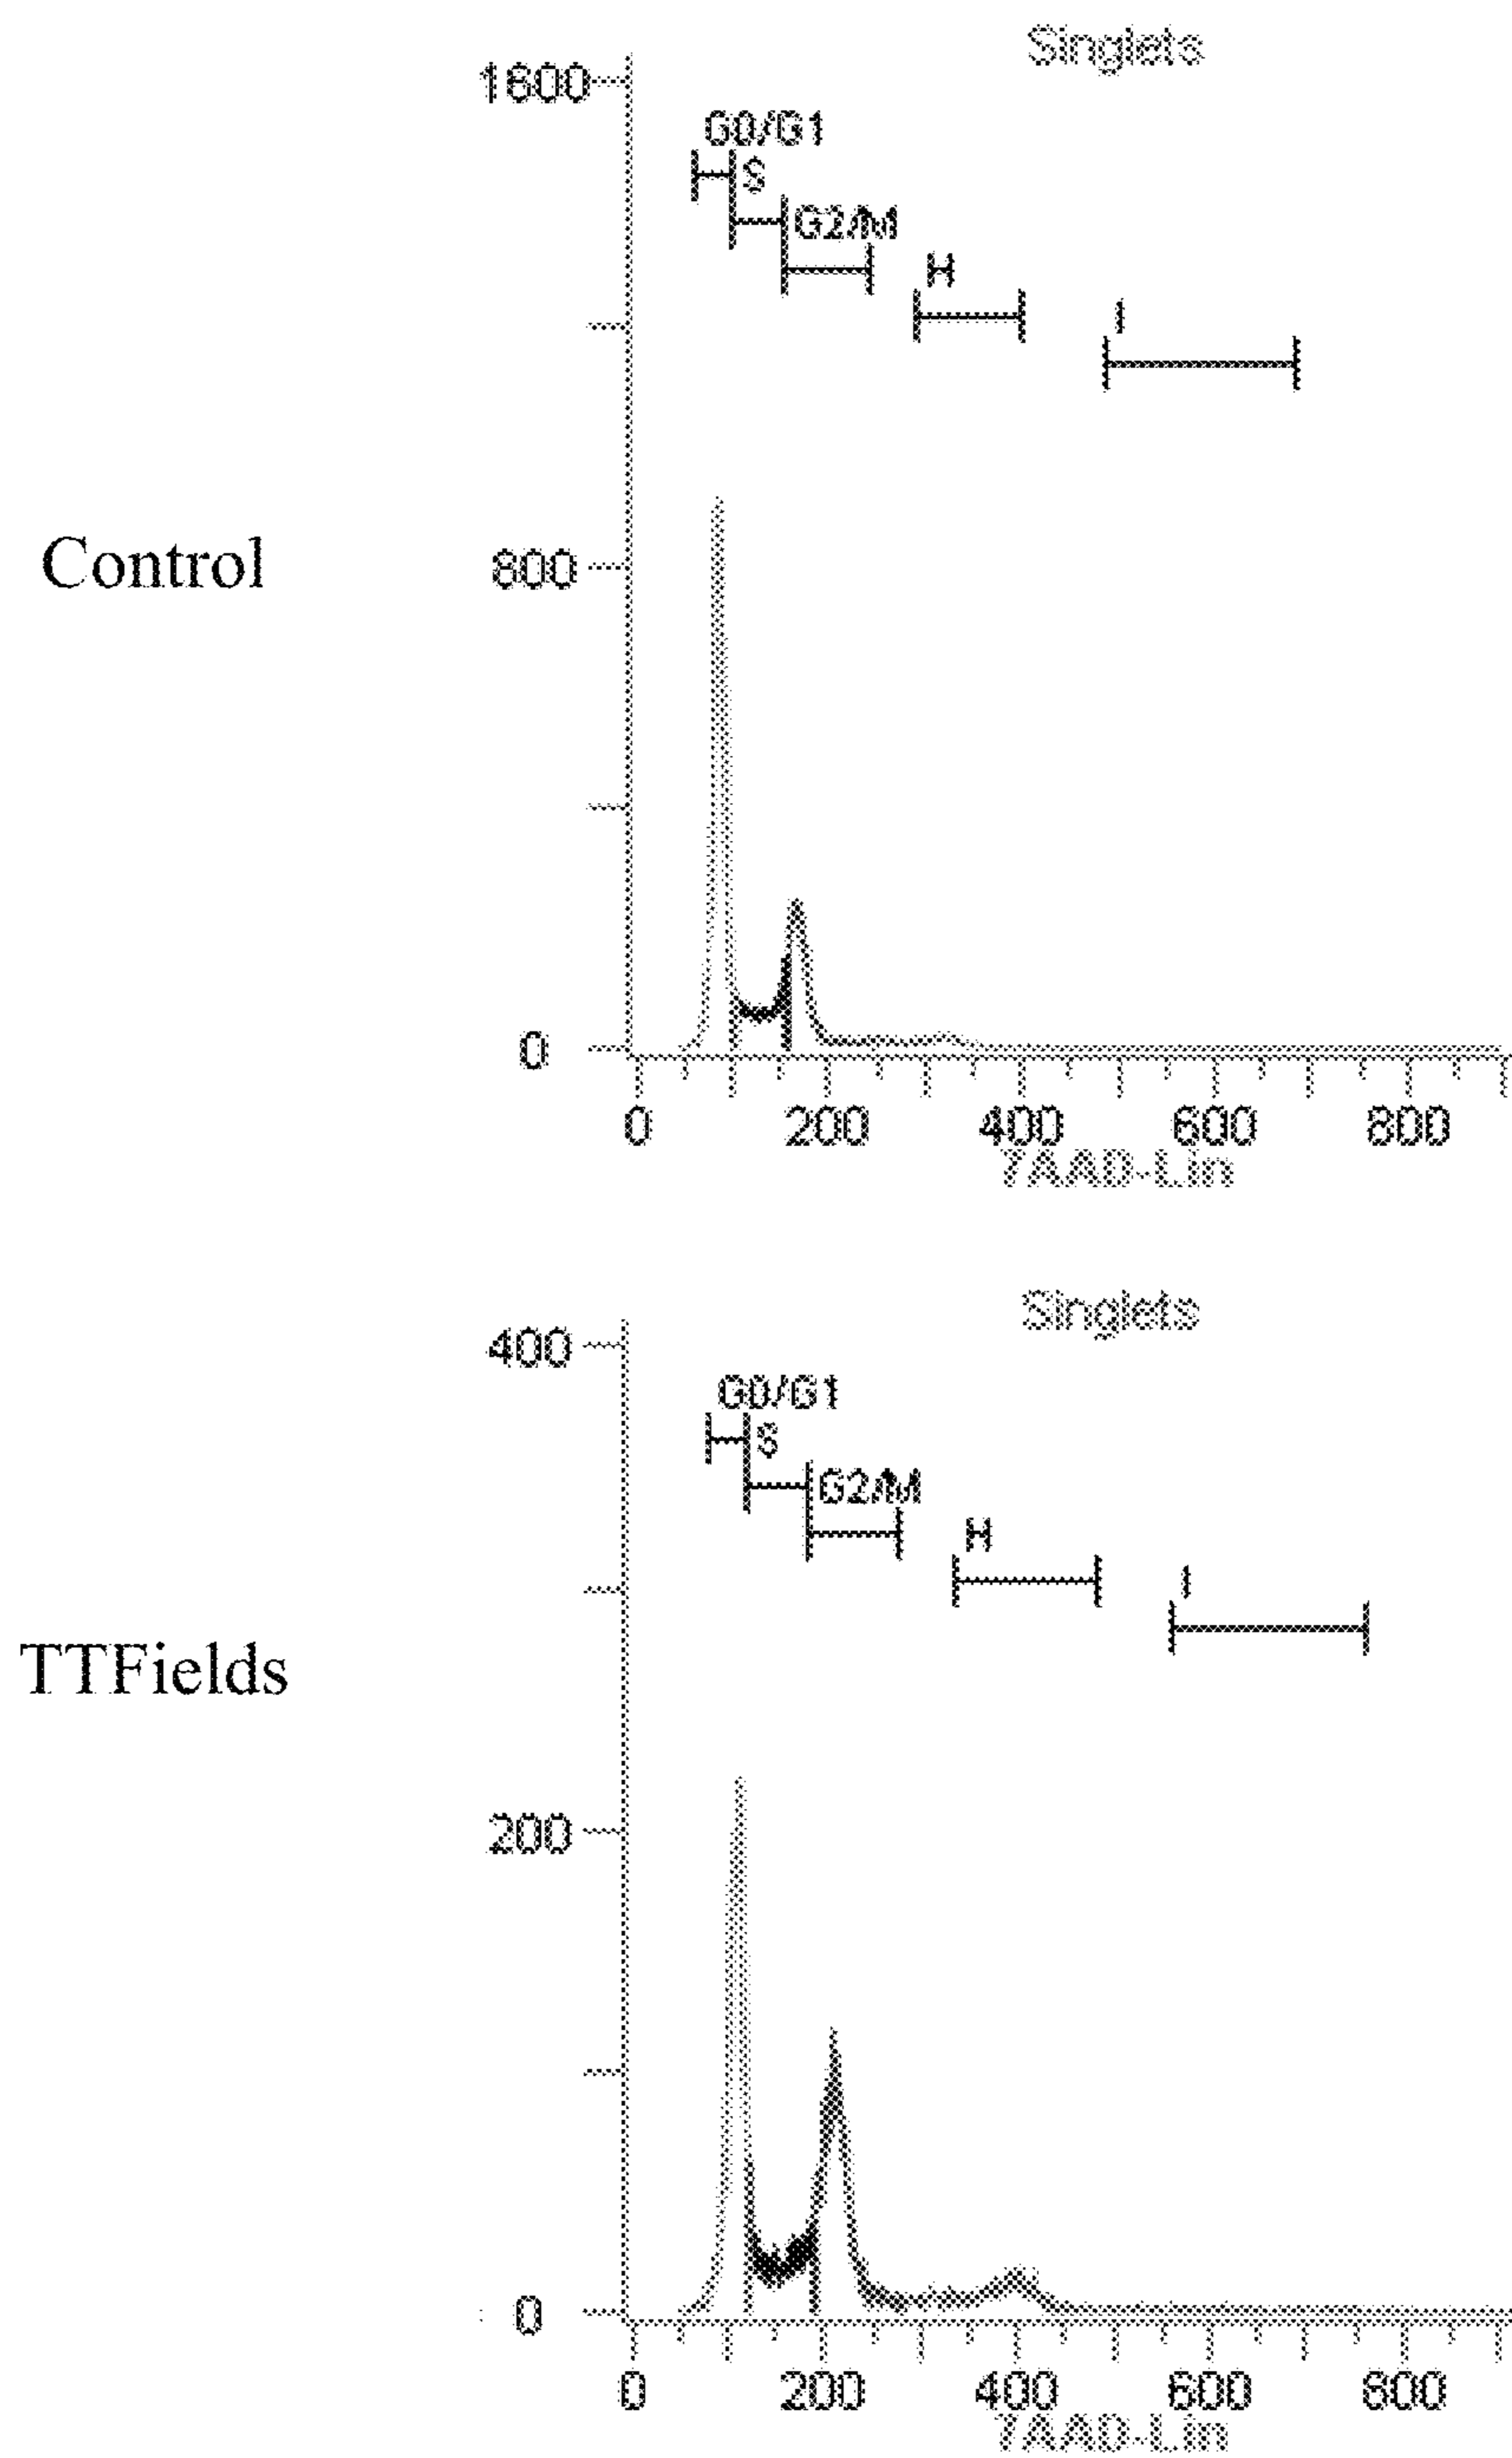 Singlets
1600
G0/G1
S
G2/M
H
I
Control
800
0
0 200 400 600 800
7AAD-Lin
Singlets
400
G0/G1
S
G2/M
H
I
TTFields
200
0
0 200 400 600 800
7AAD-Lin